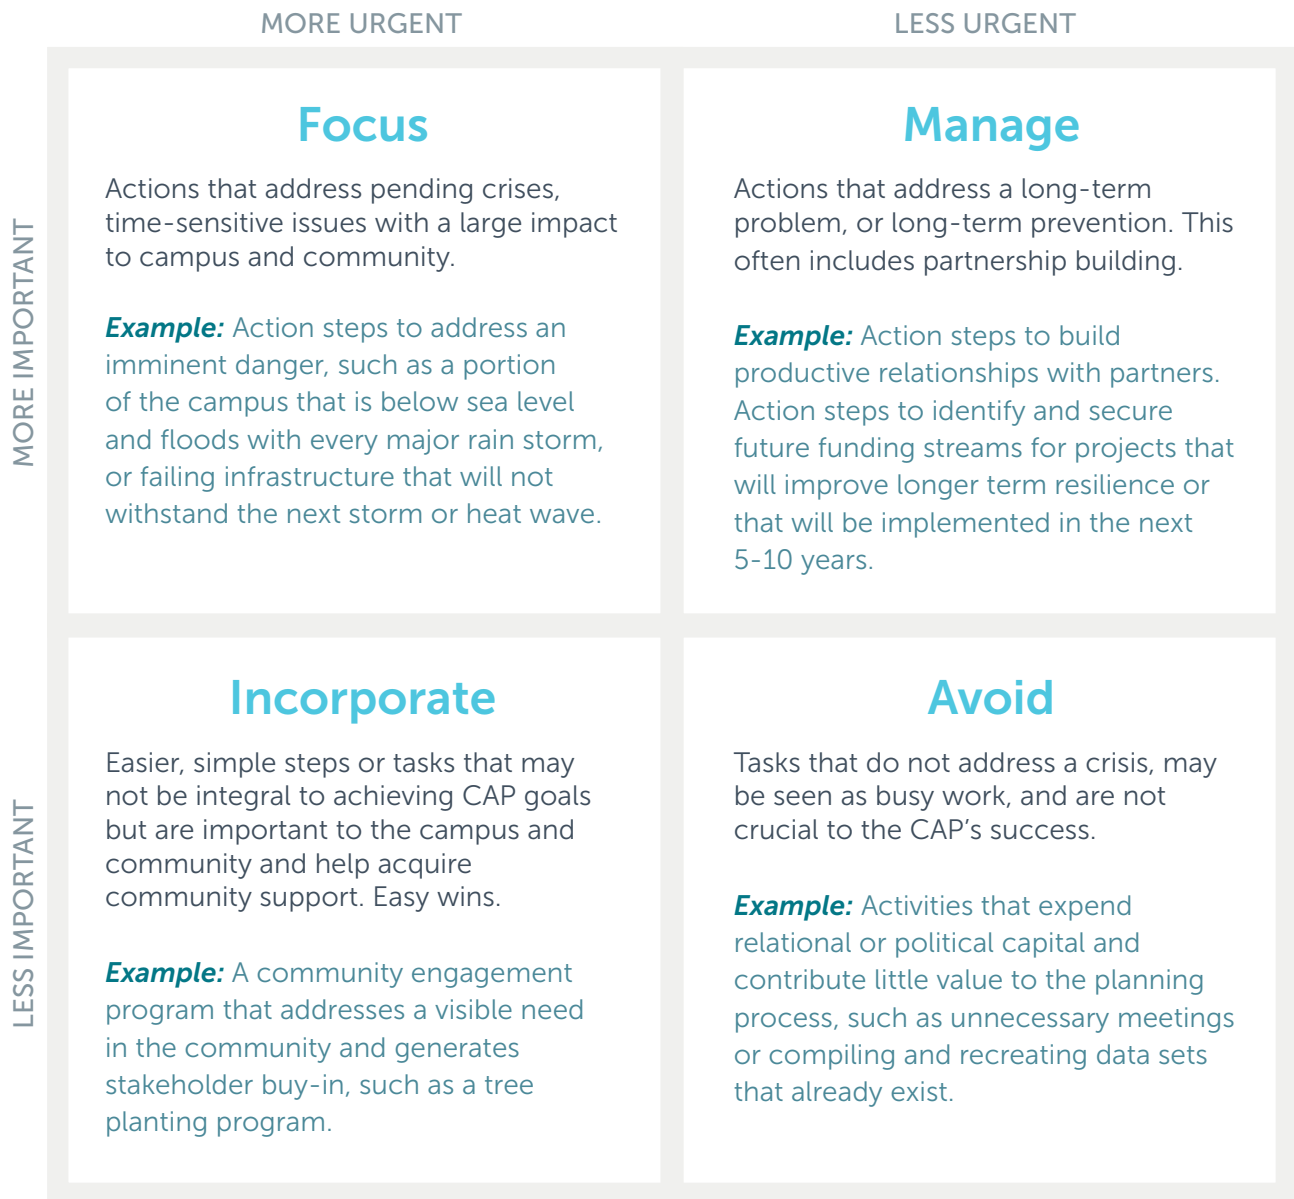 MORE URGENT
LESS URGENT
MORE IMPORTANT
Focus
Actions that address pending crises,
time-sensitive issues with a large impact
to campus and community.
Example: Action steps to address an
imminent danger, such as a portion
of the campus that is below sea level
and floods with every major rain storm,
or failing infrastructure that will not
withstand the next storm or heat wave.
Manage
Actions that address a long-term
problem, or long-term prevention. This
often includes partnership building.
Example: Action steps to build
productive relationships with partners.
Action steps to identify and secure
future funding streams for projects that
will improve longer term resilience or
that will be implemented in the next
5-10 years.
LESS IMPORTANT
Incorporate
Easier, simple steps or tasks that may
not be integral to achieving CAP goals
but are important to the campus and
community and help acquire
community support. Easy wins.
Example: A community engagement
program that addresses a visible need
in the community and generates
stakeholder buy-in, such as a tree
planting program.
Avoid
Tasks that do not address a crisis, may
be seen as busy work, and are not
crucial to the CAP’s success.
Example: Activities that expend
relational or political capital and
contribute little value to the planning
process, such as unnecessary meetings
or compiling and recreating data sets
that already exist.